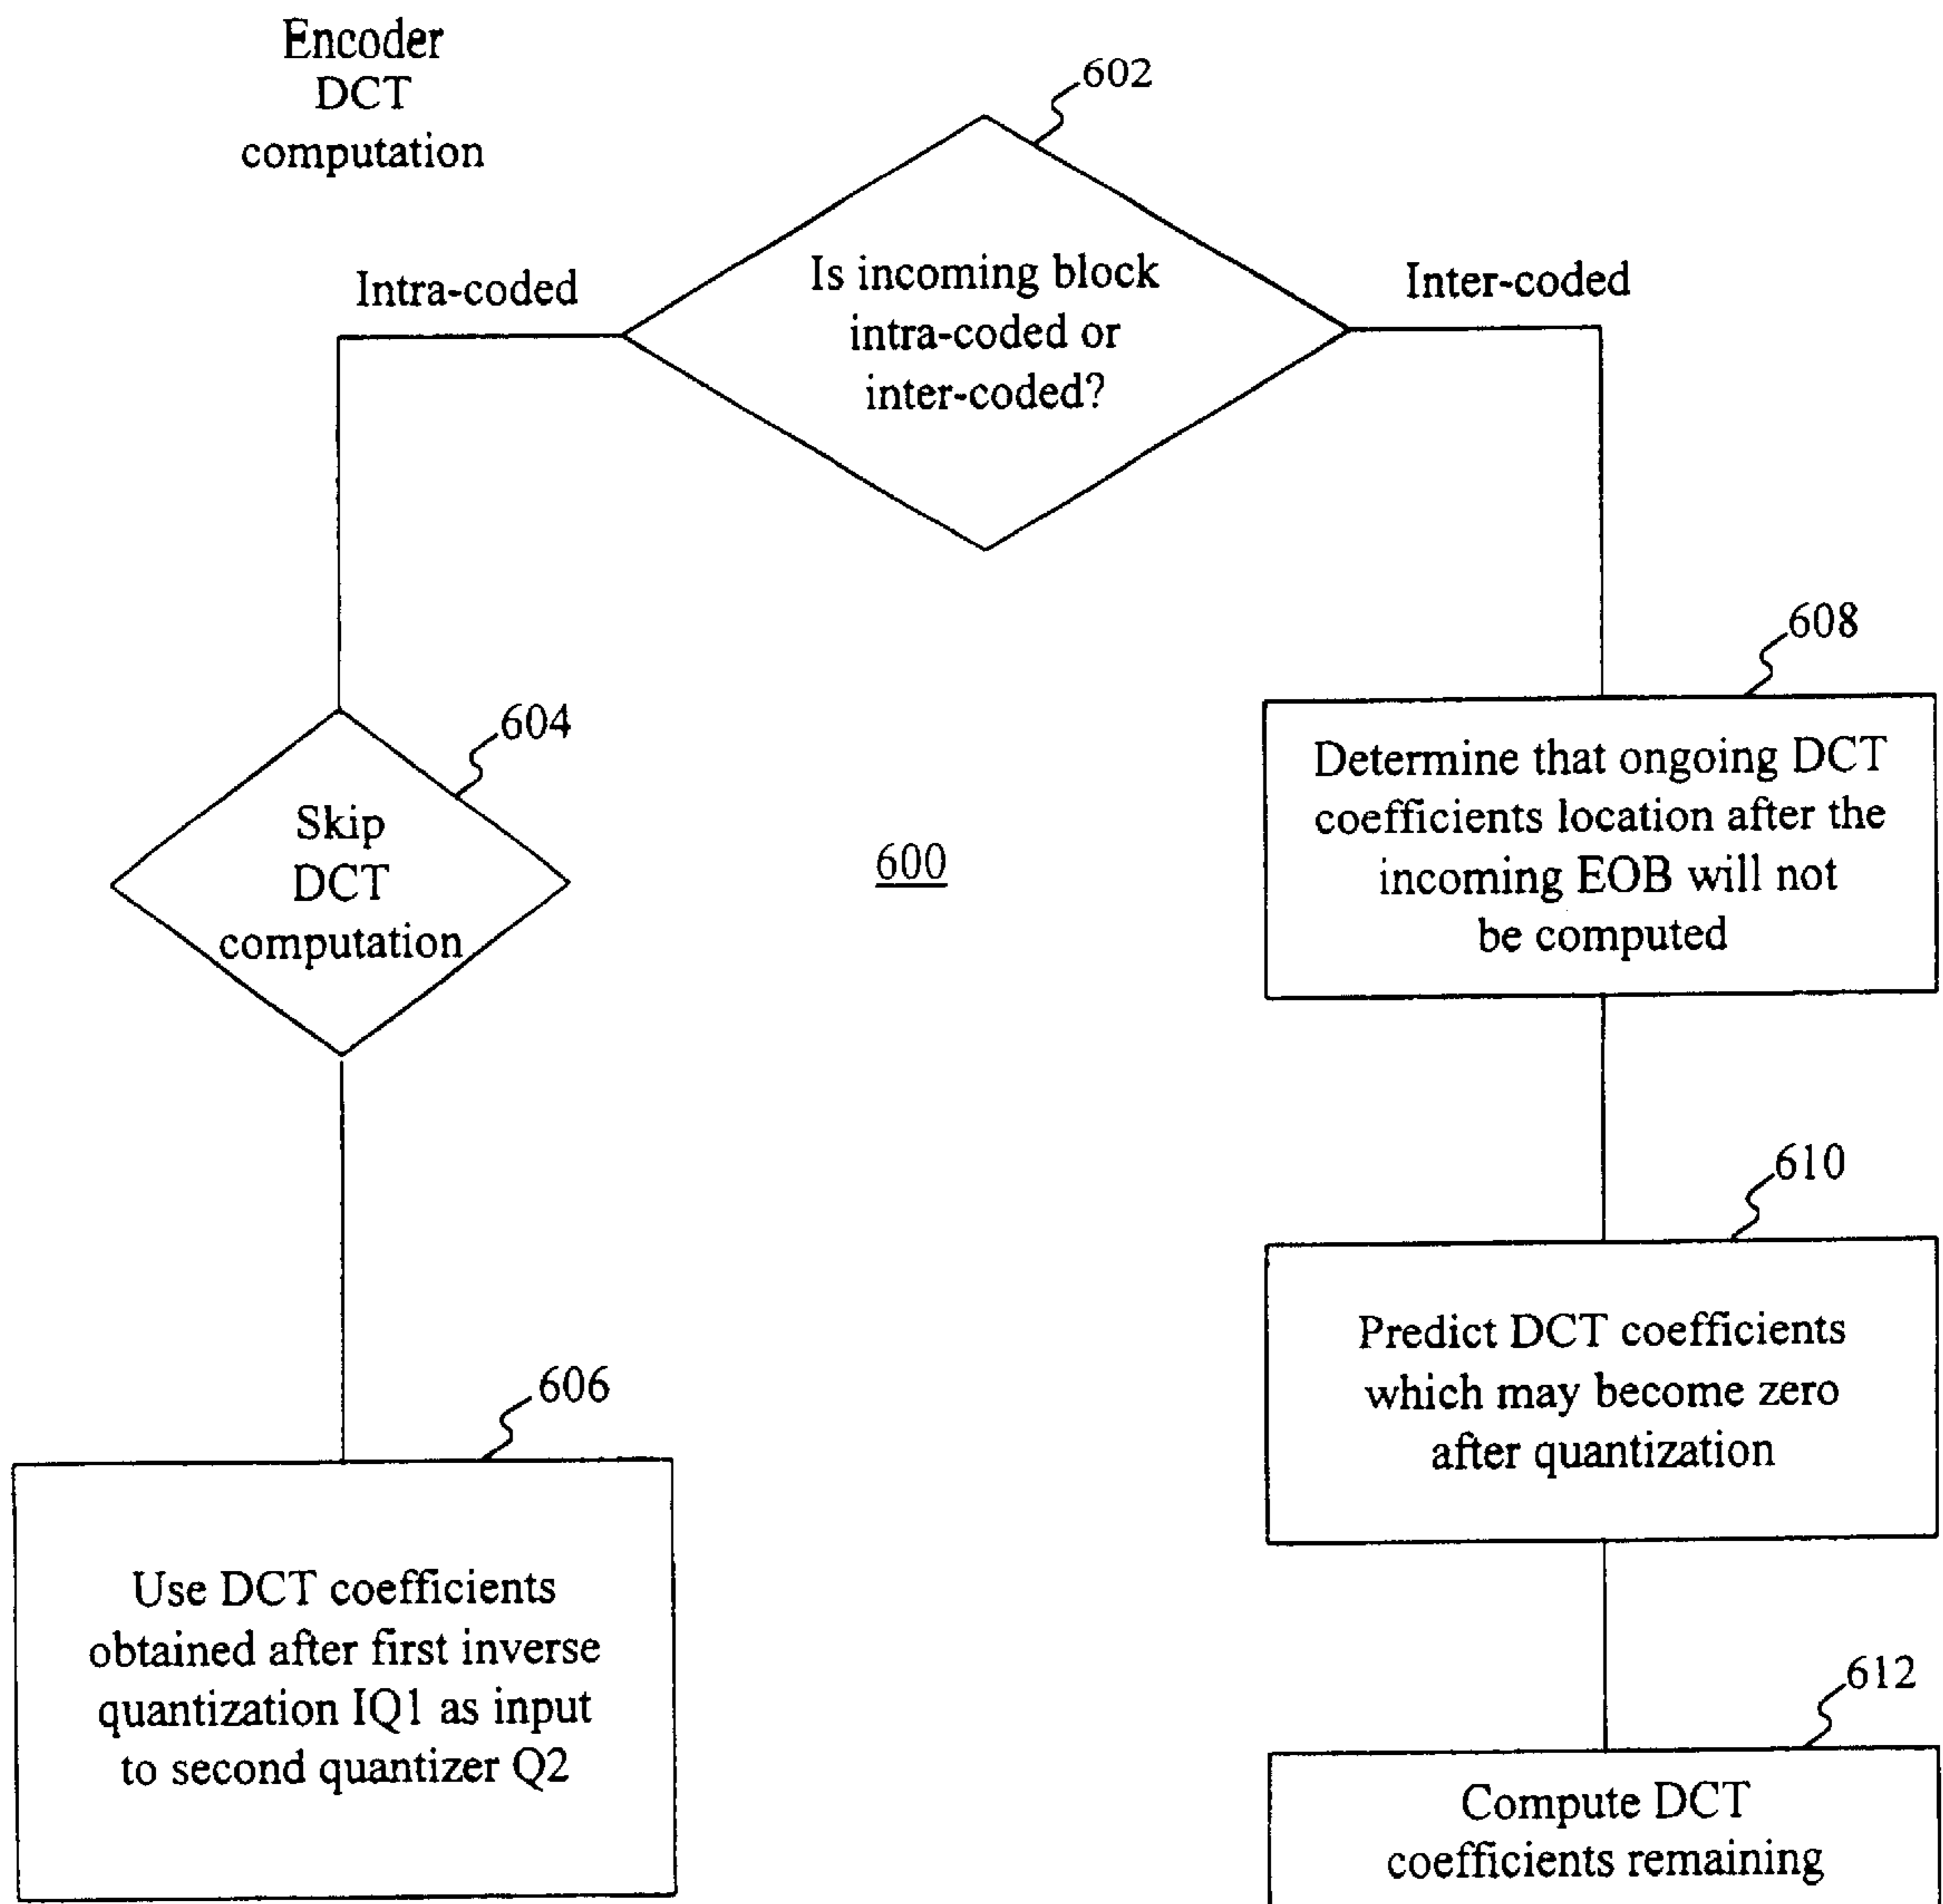 Encoder
DCT
computation
602
Is incoming block
intra-coded or
inter-coded?
Intra-coded
Inter-coded
604
Skip
DCT
computation
606
Use DCT coefficients
obtained after first inverse
quantization IQ1 as input
to second quantizer Q2
600
608
Determine that ongoing DCT
coefficients location after the
incoming EOB will not
be computed
610
Predict DCT coefficients
which may become zero
after quantization
612
Compute DCT
coefficients remaining